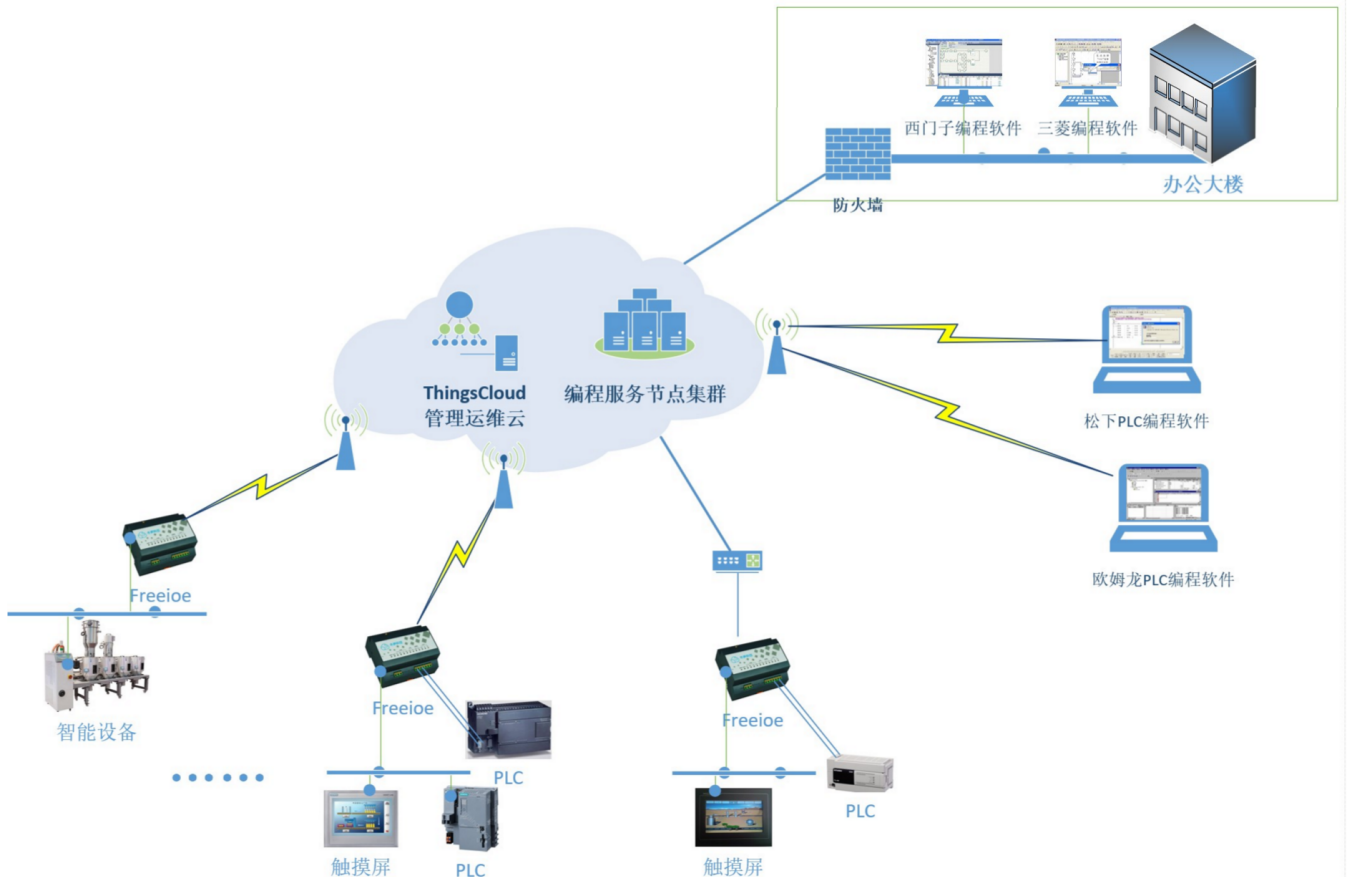 西门子编程软件
三菱编程软件
办公大楼
防火墙
ThingsCloud
管理运维云
编程服务节点集群
松下PLC编程软件
欧姆龙PLC编程软件
Freeioe
智能设备
Freeioe
PLC
触摸屏
PLC
Freeioe
PLC
触摸屏